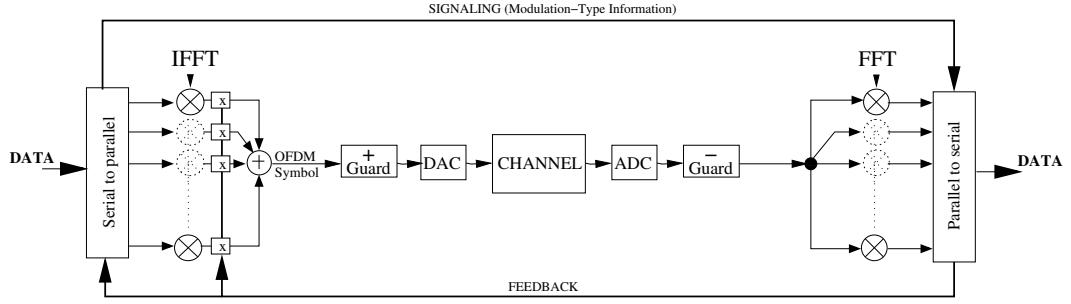 SIGNALING (Modulation−Type Information)
IFFT
FFT
DATA
Serial to parallel
x
x
x
x
+
OFDM
Symbol
+
Guard
DAC
CHANNEL
ADC
−
Guard
Parallel to serial
DATA
FEEDBACK